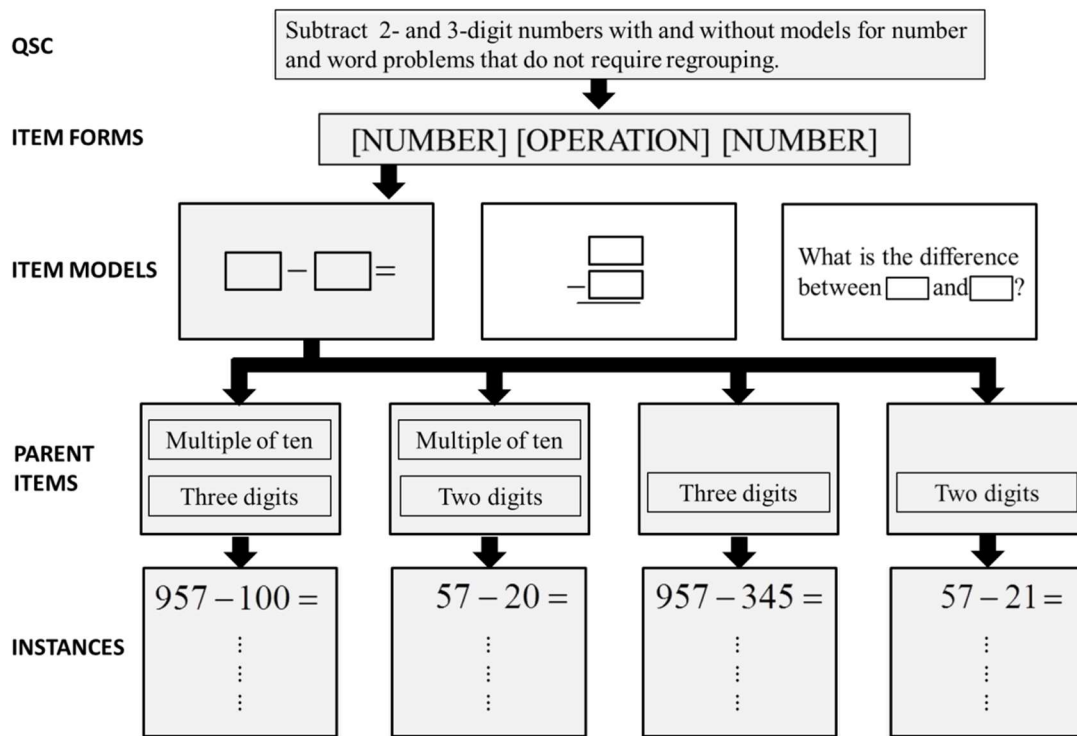 QSC
Subtract 2- and 3-digit numbers with and without models for number
and word problems that do not require regrouping.
ITEM FORMS
[NUMBER] [OPERATION] [NUMBER]
ITEM MODELS
□ − □ =
□
− □
What is the difference
between □ and □?
PARENT
ITEMS
Multiple of ten
Three digits
Multiple of ten
Two digits
Three digits
Two digits
INSTANCES
957 − 100 =
⋮
⋮
⋮
57 − 20 =
⋮
⋮
⋮
957 − 345 =
⋮
⋮
⋮
57 − 21 =
⋮
⋮
⋮